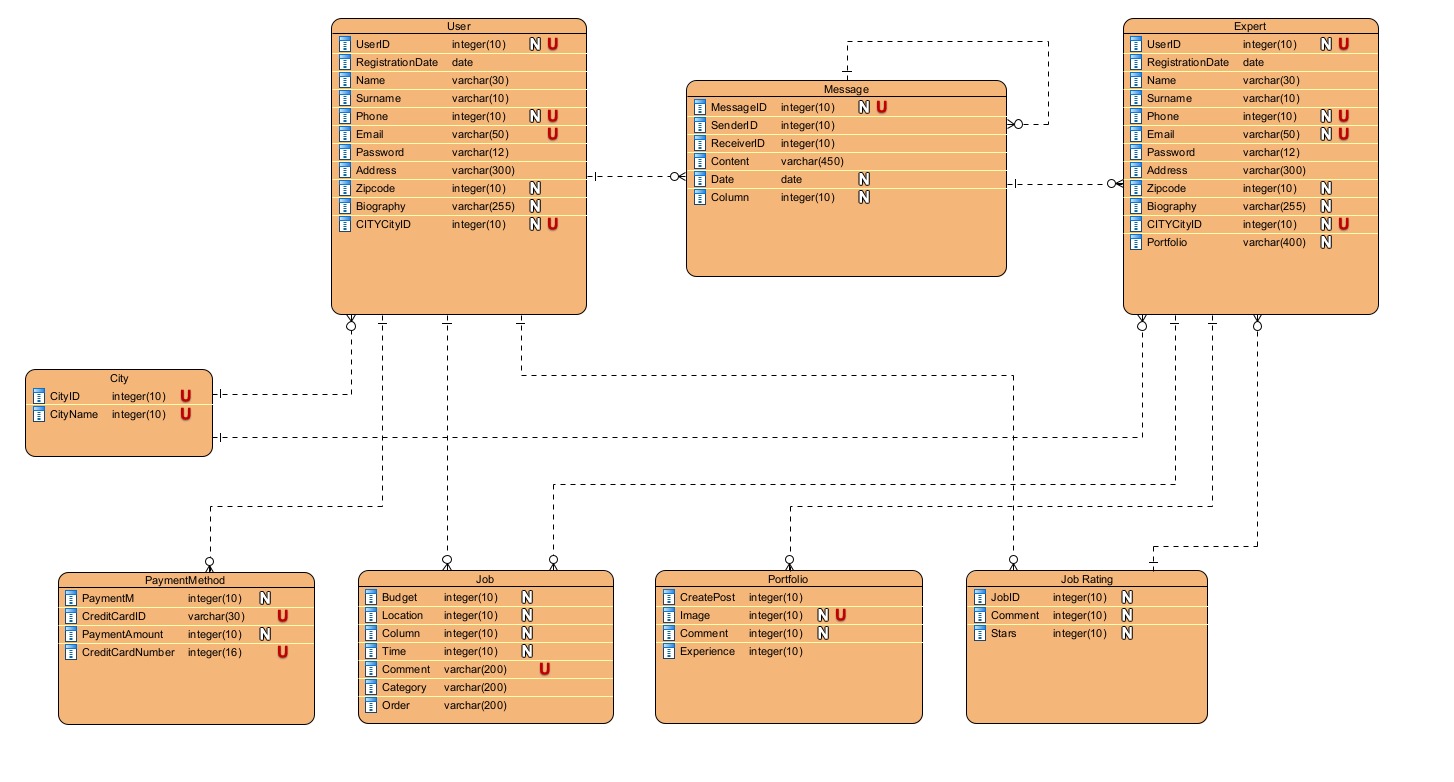 User
UserID integer(10) N U
RegistrationDate date
Name varchar(30)
Surname varchar(10)
Phone integer(10) N U
Email varchar(50) U
Password varchar(12)
Address varchar(300)
Zipcode integer(10) N
Biography varchar(255) N
CITYCityID integer(10) N U
Message
MessageID integer(10) N U
SenderID integer(10)
ReceiverID integer(10)
Content varchar(450)
Date date N
Column integer(10) N
Expert
UserID integer(10) N U
RegistrationDate date
Name varchar(30)
Surname varchar(10)
Phone integer(10) N U
Email varchar(50) N U
Password varchar(12)
Address varchar(300)
Zipcode integer(10) N
Biography varchar(255) N
CITYCityID integer(10) N U
Portfolio varchar(400) N
City
CityID integer(10) U
CityName integer(10) U
PaymentMethod
PaymentM integer(10) N
CreditCardID varchar(30) U
PaymentAmount integer(10) N
CreditCardNumber integer(16) U
Job
Budget integer(10) N
Location integer(10) N
Column integer(10) N
Time integer(10) N
Comment varchar(200) U
Category varchar(200)
Order varchar(200)
Portfolio
CreatePost integer(10)
Image integer(10) N U
Comment integer(10) N
Experience integer(10)
Job Rating
JobID integer(10) N
Comment integer(10) N
Stars integer(10) N